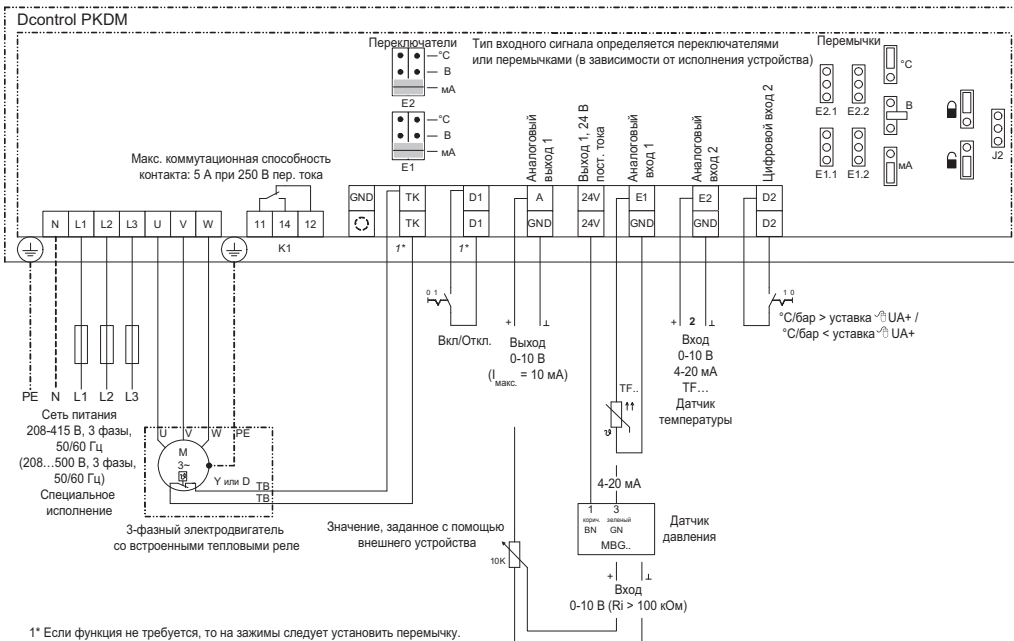 Dcontrol PKDM
Переключатели
°C
В
мА
E2
°C
В
мА
E1
Тип входного сигнала определяется переключателями
или перемычками (в зависимости от исполнения устройства)
Перемычки
°C
В
мА
E2.1 E2.2
E1.1 E1.2
J2
Макс. коммутационная способность
контакта: 5 А при 250 В пер. тока
Аналоговый
выход 1
Выход 1, 24 В
пост. тока
Аналоговый
вход 1
Аналоговый
вход 2
Цифровой вход 2
N L1 L2 L3 U V W
11 14 12
K1
GND TK D1 A 24V E1 E2 D2
TK D1 GND 24V GND GND D2
1* 1*
0 1
Вкл/Откл.
+ ⊥
Выход
0-10 В
(Iмакс. = 10 мА)
+ 2 ⊥
Вход
0-10 В
4-20 мА
TF…
Датчик
температуры
1 0
°C/бар > уставка UA+ /
°C/бар < уставка UA+
TF..
ϑ
PE N L1 L2 L3
Сеть питания
208-415 В, 3 фазы,
50/60 Гц
(208…500 В, 3 фазы,
50/60 Гц)
Специальное
исполнение
U V W PE
M
3~
Y или D
TB
TB
3-фазный электродвигатель
со встроенными тепловыми реле
Значение, заданное с помощью
внешнего устройства
10K
4-20 мА
1 3
корич. зеленый
BN GN
MBG..
Датчик
давления
+ ⊥
Вход
0-10 В (Ri > 100 кОм)
1* Если функция не требуется, то на зажимы следует установить перемычку.